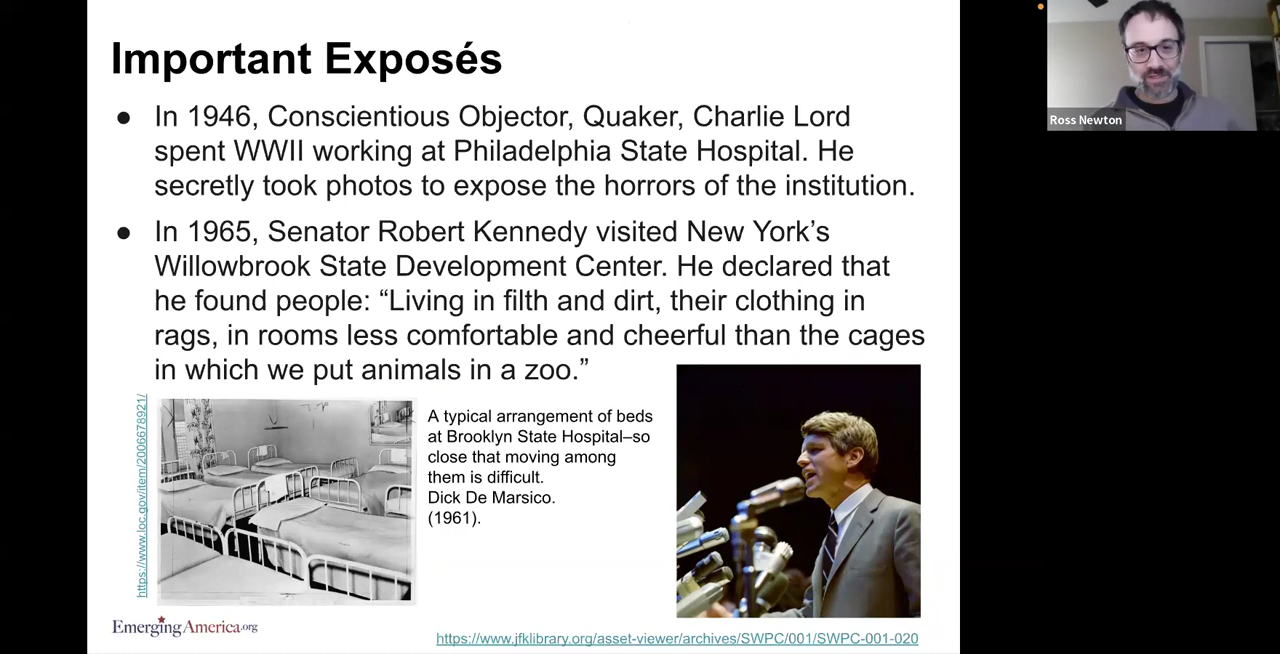 Important Exposés
● In 1946, Conscientious Objector, Quaker, Charlie Lord
spent WWII working at Philadelphia State Hospital. He
secretly took photos to expose the horrors of the institution.
● In 1965, Senator Robert Kennedy visited New York’s
Willowbrook State Development Center. He declared that
he found people: “Living in filth and dirt, their clothing in
rags, in rooms less comfortable and cheerful than the cages
in which we put animals in a zoo.”
https://www.loc.gov/item/2006678921/
A typical arrangement of beds
at Brooklyn State Hospital–so
close that moving among
them is difficult.
Dick De Marsico.
(1961).
EmergingAmerica.org
https://www.jfklibrary.org/asset-viewer/archives/SWPC/001/SWPC-001-020
Ross Newton